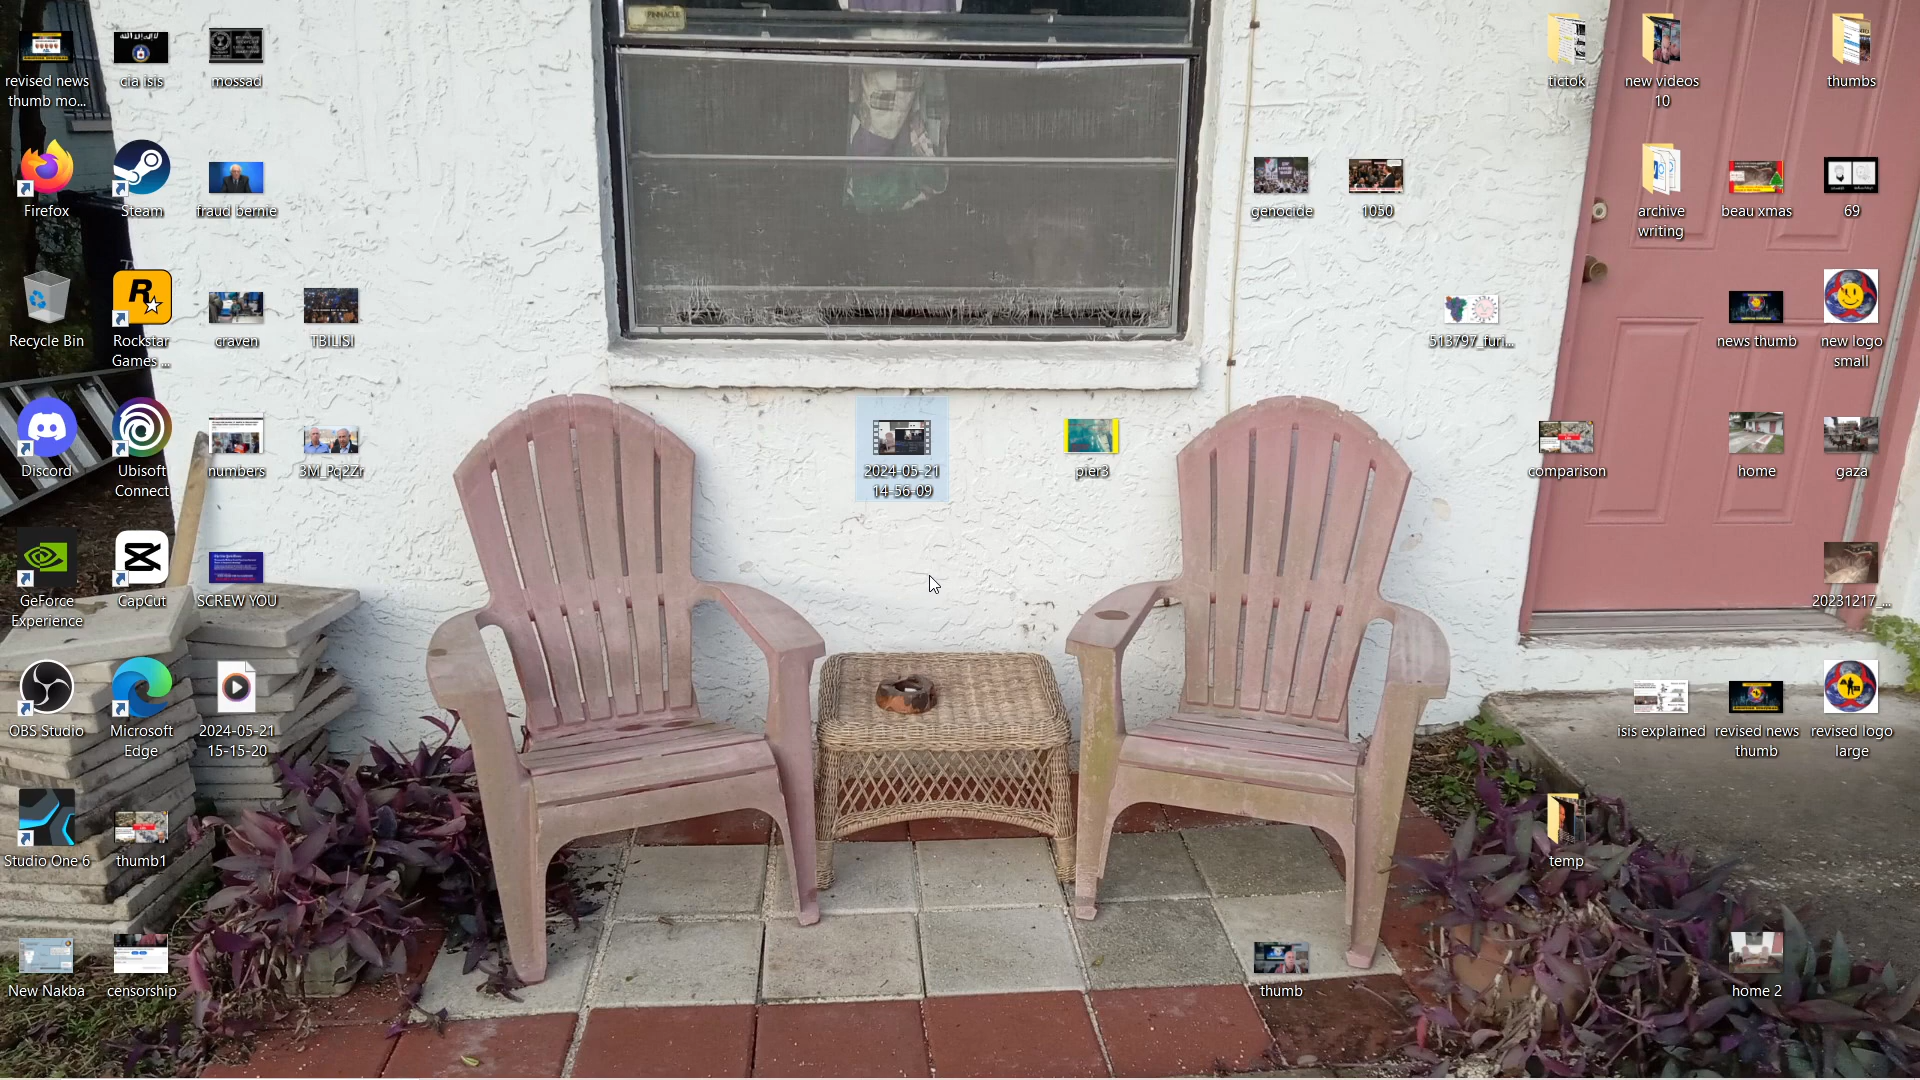 PINNACLE
revised news
thumb mo...
cia isis
mossad
tictok
new videos
10
thumbs
Firefox
Steam
fraud bernie
genocide
1050
archive
writing
beau xmas
69
Recycle Bin
Rockstar
Games ...
craven
TBILISI
513797_furi...
news thumb
new logo
small
Discord
Ubisoft
Connect
numbers
3M_Pq2Zr
2024-05-21
14-56-09
pier3
comparison
home
gaza
GeForce
Experience
CapCut
SCREW YOU
20231217_...
OBS Studio
Microsoft
Edge
2024-05-21
15-15-20
isis explained
revised news
thumb
revised logo
large
Studio One 6
thumb1
temp
New Nakba
censorship
thumb
home 2